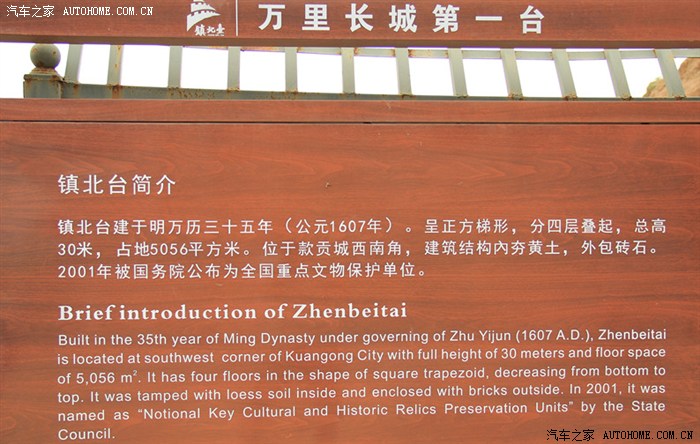 汽车之家 AUTOHOME.COM.CN
镇北台
万里长城第一台
镇北台简介
镇北台建于明万历三十五年（公元1607年）。呈正方梯形，分四层叠起，总高
30米，占地5056平方米。位于款贡城西南角，建筑结构内夯黄土，外包砖石。
2001年被国务院公布为全国重点文物保护单位。
Brief introduction of Zhenbeitai
Built in the 35th year of Ming Dynasty under governing of Zhu Yijun (1607 A.D.), Zhenbeitai
is located at southwest corner of Kuangong City with full height of 30 meters and floor space
of 5,056 m². It has four floors in the shape of square trapezoid, decreasing from bottom to
top. It was tamped with loess soil inside and enclosed with bricks outside. In 2001, it was
named as “Notional Key Cultural and Historic Relics Preservation Units” by the State
Council.
汽车之家 AUTOHOME.COM.CN